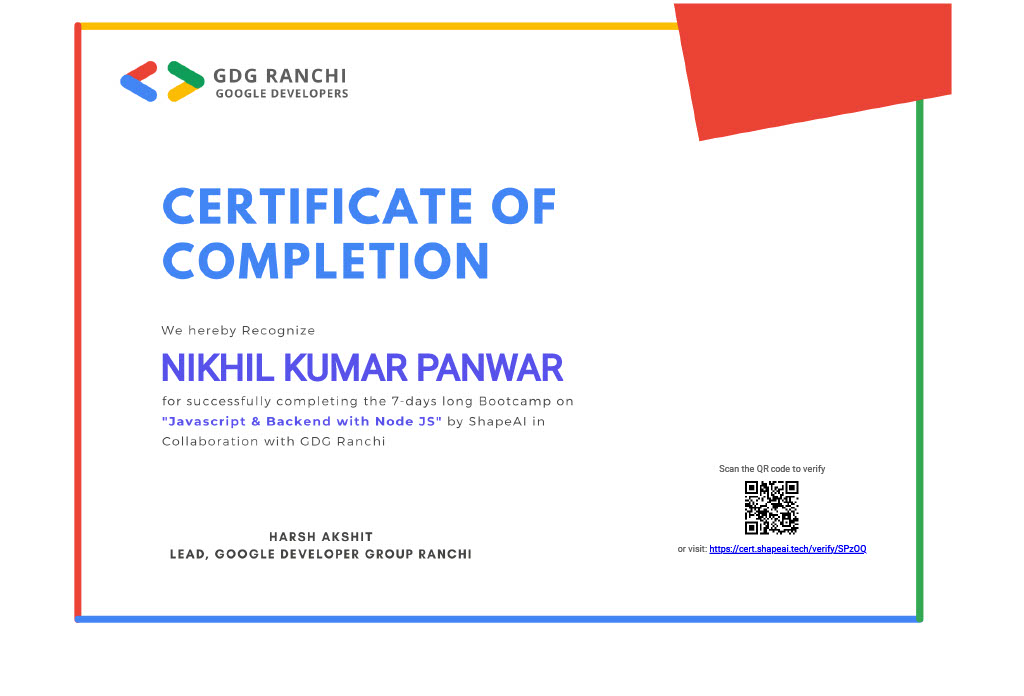 GDG RANCHI
GOOGLE DEVELOPERS
CERTIFICATE OF
COMPLETION
We hereby Recognize
NIKHIL KUMAR PANWAR
for successfully completing the 7-days long Bootcamp on
"Javascript & Backend with Node JS" by ShapeAI in
Collaboration with GDG Ranchi
Scan the QR code to verify
or visit: https://cert.shapeai.tech/verify/SPzOQ
HARSH AKSHIT
LEAD, GOOGLE DEVELOPER GROUP RANCHI